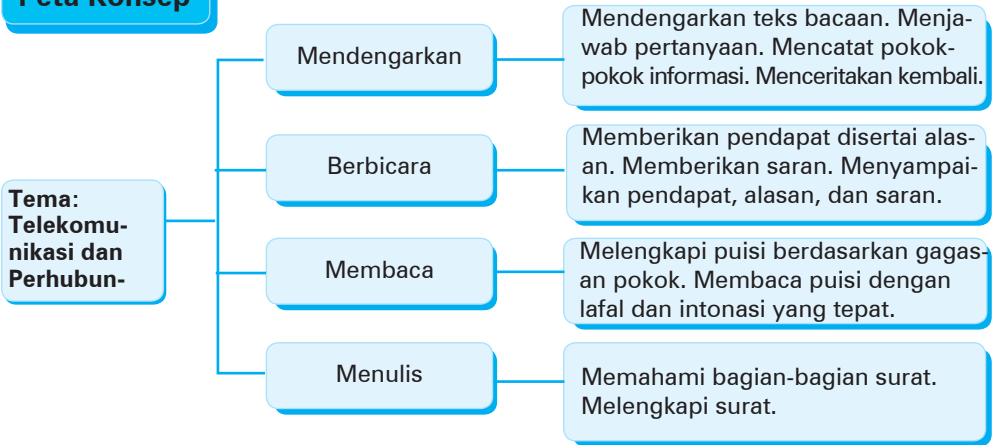 Peta Konsep
Tema:
Telekomu-
nikasi dan
Perhubun-
Mendengarkan
Mendengarkan teks bacaan. Menja-
wab pertanyaan. Mencatat pokok-
pokok informasi. Menceritakan kembali.
Berbicara
Memberikan pendapat disertai alas-
an. Memberikan saran. Menyampai-
kan pendapat, alasan, dan saran.
Membaca
Melengkapi puisi berdasarkan gagas-
an pokok. Membaca puisi dengan
lafal dan intonasi yang tepat.
Menulis
Memahami bagian-bagian surat.
Melengkapi surat.